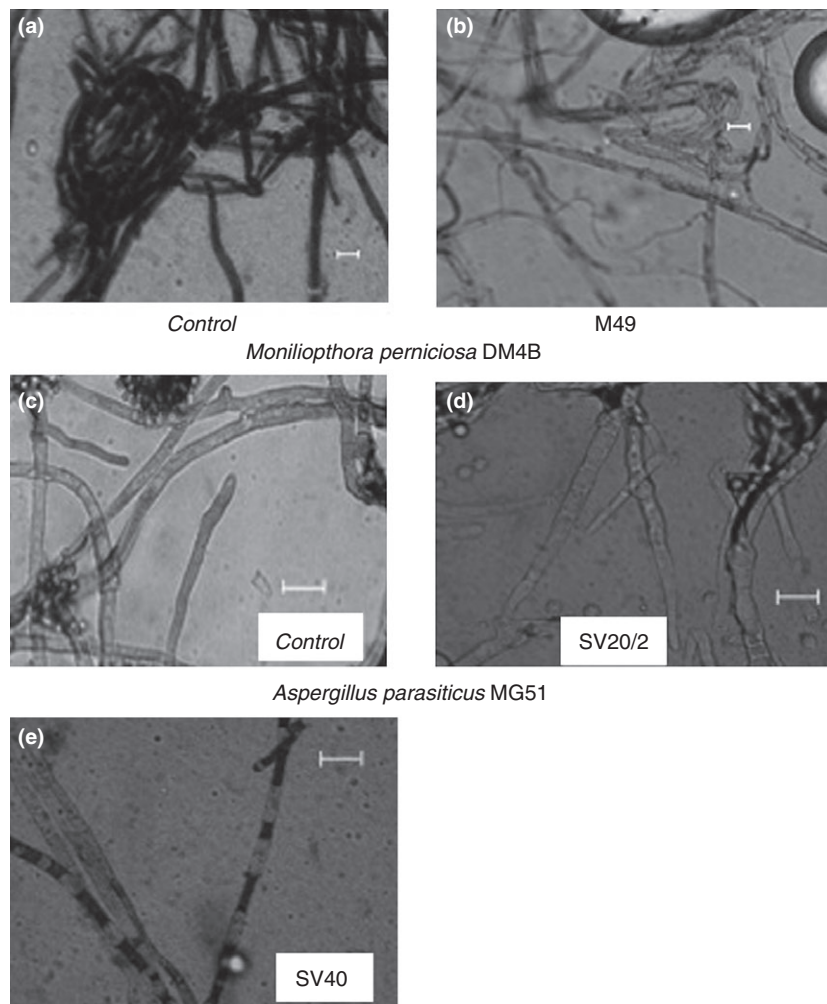 (a)
(b)
Control
M49
Moniliopthora perniciosa DM4B
(c)
(d)
Control
SV20/2
Aspergillus parasiticus MG51
(e)
SV40